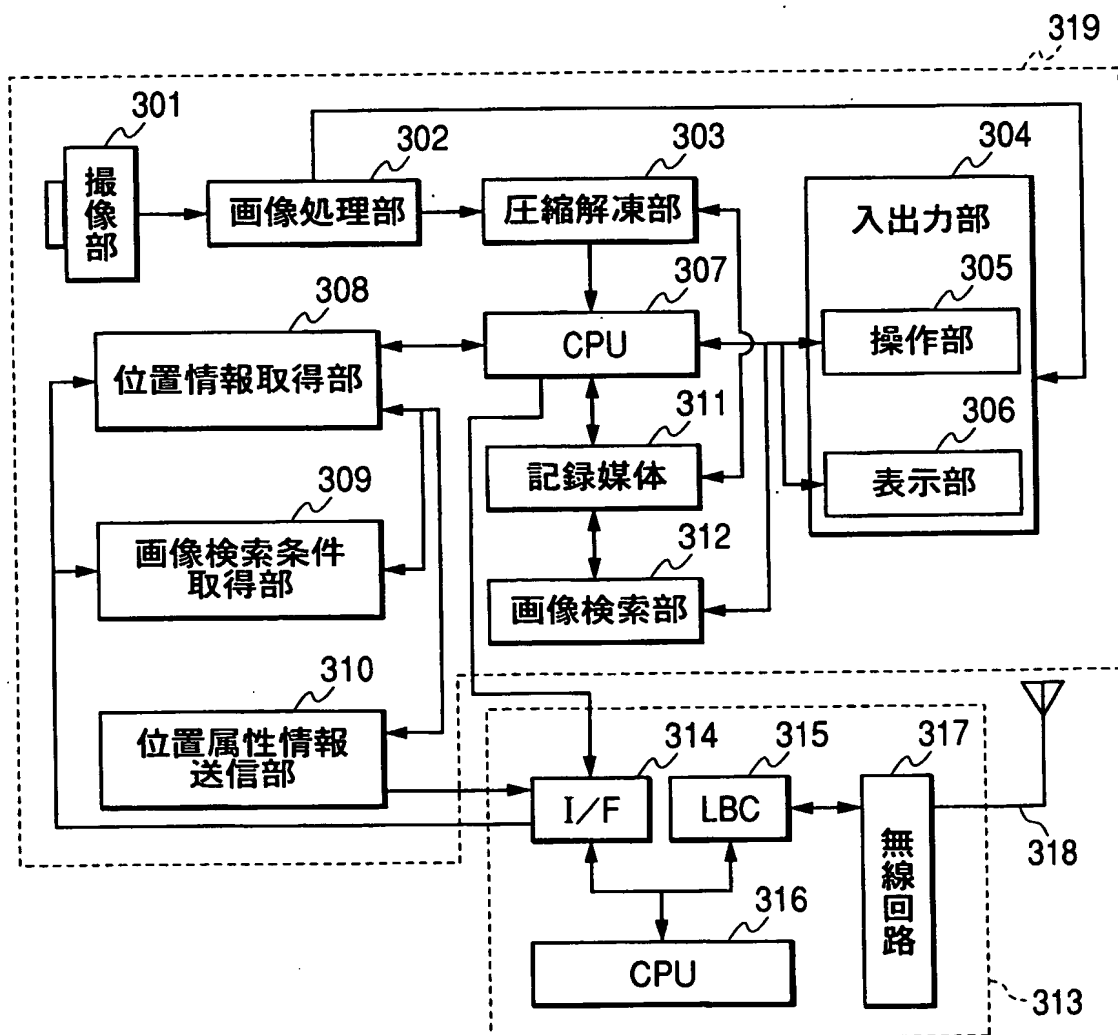 319
301
撮像部
302
画像処理部
303
圧縮解凍部
304
入出力部
305
操作部
306
表示部
307
CPU
308
位置情報取得部
309
画像検索条件
取得部
310
位置属性情報
送信部
311
記録媒体
312
画像検索部
314
I/F
315
LBC
317
無線回路
318
316
CPU
313